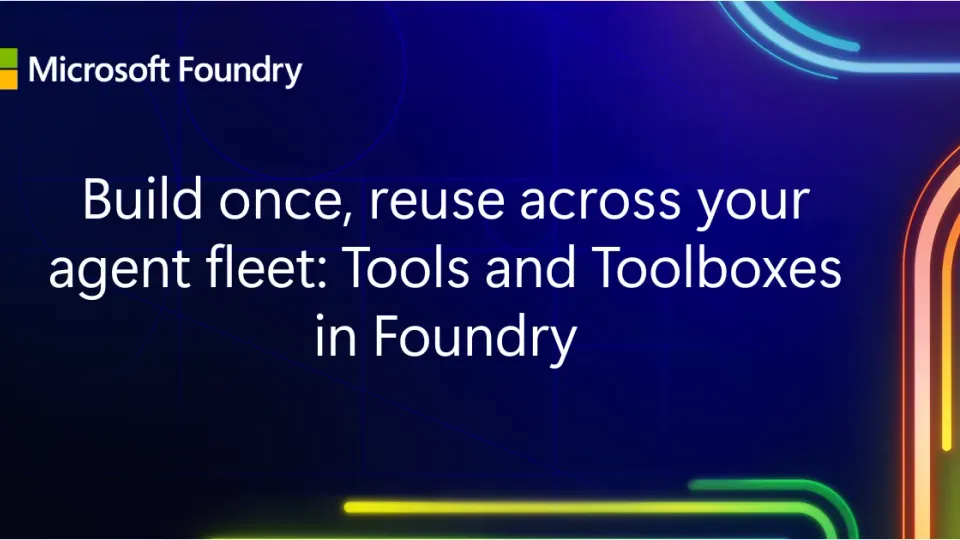 Microsoft Foundry
Build once, reuse across your
agent fleet: Tools and Toolboxes
in Foundry